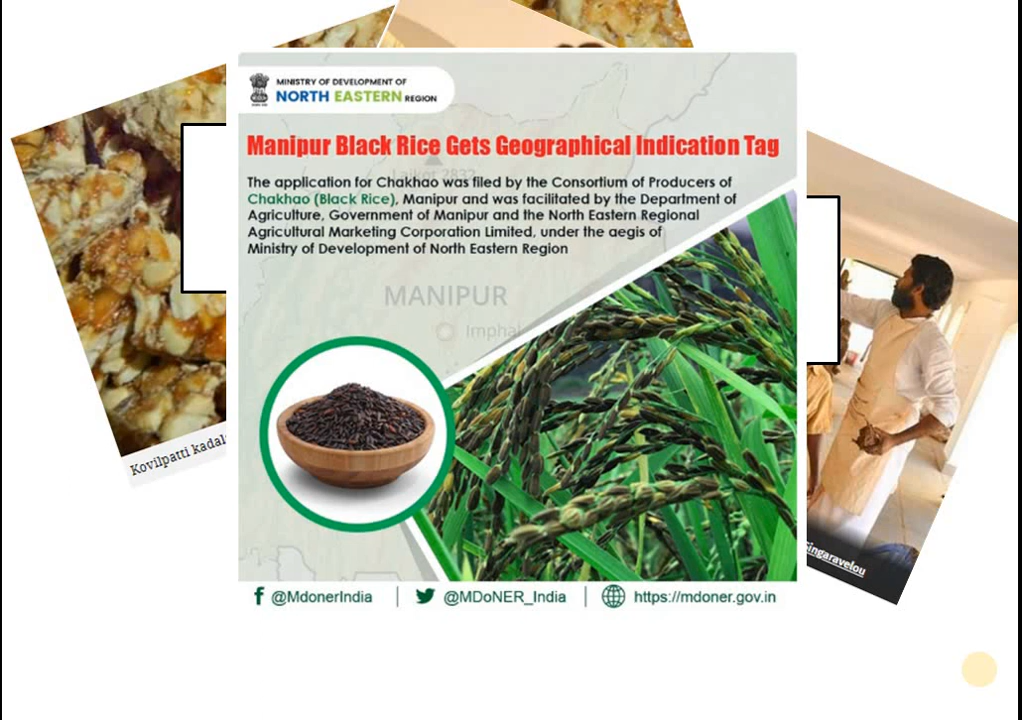 MINISTRY OF DEVELOPMENT OF
NORTH EASTERN REGION
Manipur Black Rice Gets Geographical Indication Tag
Laikot 2832
The application for Chakhao was filed by the Consortium of Producers of
Chakhao (Black Rice), Manipur and was facilitated by the Department of
Agriculture, Government of Manipur and the North Eastern Regional
Agricultural Marketing Corporation Limited, under the aegis of
Ministry of Development of North Eastern Region
MANIPUR
Imphal
Kovilpatti kadal
Singaravelou
@MdonerIndia
@MDoNER_India
https://mdoner.gov.in